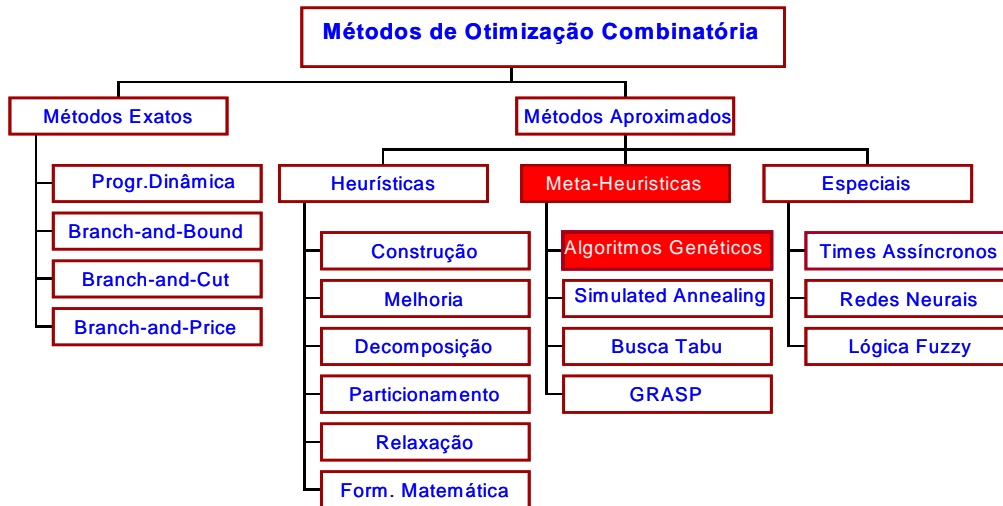 Métodos de Otimização Combinatória
Métodos Exatos
Métodos Aproximados
Progr.Dinâmica
Branch-and-Bound
Branch-and-Cut
Branch-and-Price
Heurísticas
Construção
Melhoria
Decomposição
Particionamento
Relaxação
Form. Matemática
Meta-Heuristicas
Algoritmos Genéticos
Simulated Annealing
Busca Tabu
GRASP
Especiais
Times Assíncronos
Redes Neurais
Lógica Fuzzy